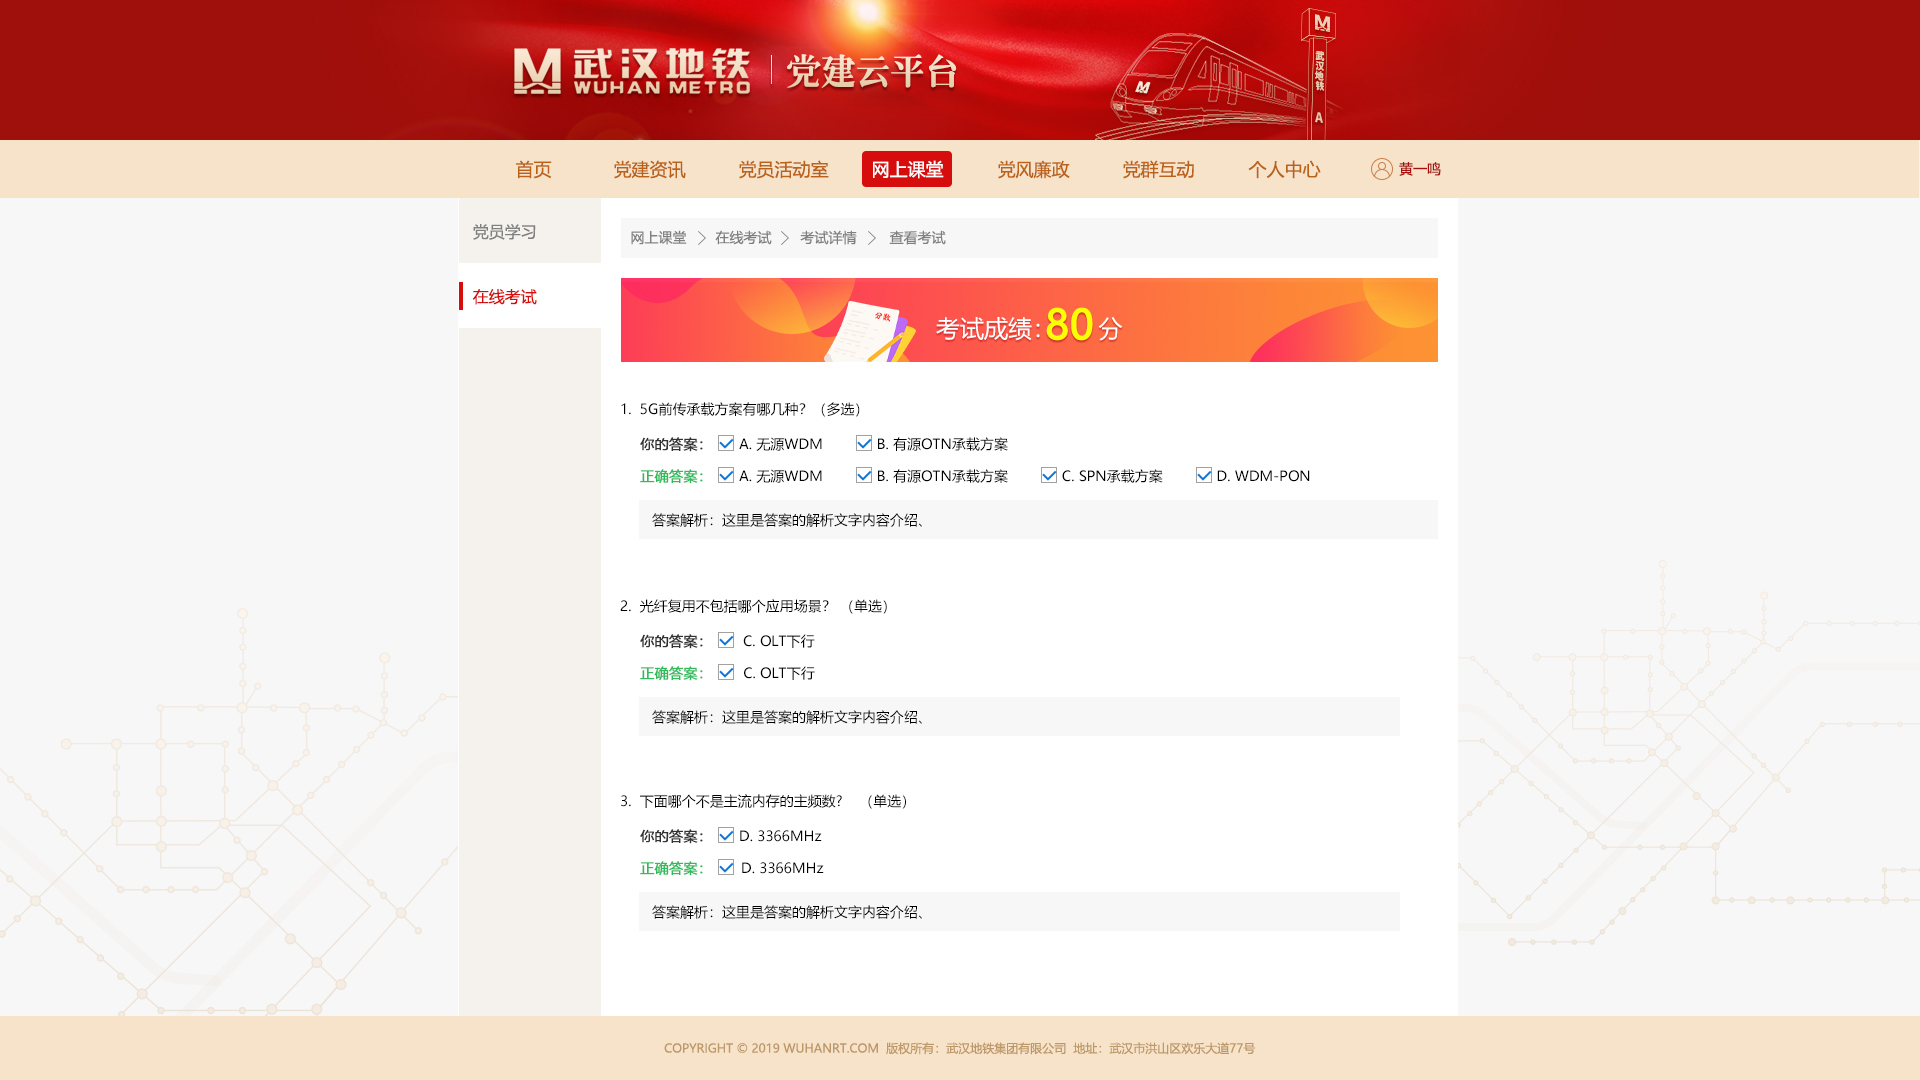 M 武汉地铁 WUHAN METRO 党建云平台
M
武汉地铁 A
M
首页 党建资讯 党员活动室 网上课堂 党风廉政 党群互动 个人中心 黄一鸣
党员学习
在线考试
网上课堂 > 在线考试 > 考试详情 > 查看考试
分数
考试成绩:80分
1. 5G前传承载方案有哪几种？（多选）
你的答案： A. 无源WDM B. 有源OTN承载方案
正确答案： A. 无源WDM B. 有源OTN承载方案 C. SPN承载方案 D. WDM-PON
答案解析：这里是答案的解析文字内容介绍、
2. 光纤复用不包括哪个应用场景？（单选）
你的答案： C. OLT下行
正确答案： C. OLT下行
答案解析：这里是答案的解析文字内容介绍、
3. 下面哪个不是主流内存的主频数？（单选）
你的答案： D. 3366MHz
正确答案： D. 3366MHz
答案解析：这里是答案的解析文字内容介绍、
COPYRIGHT © 2019 WUHANRT.COM 版权所有：武汉地铁集团有限公司 地址：武汉市洪山区欢乐大道77号